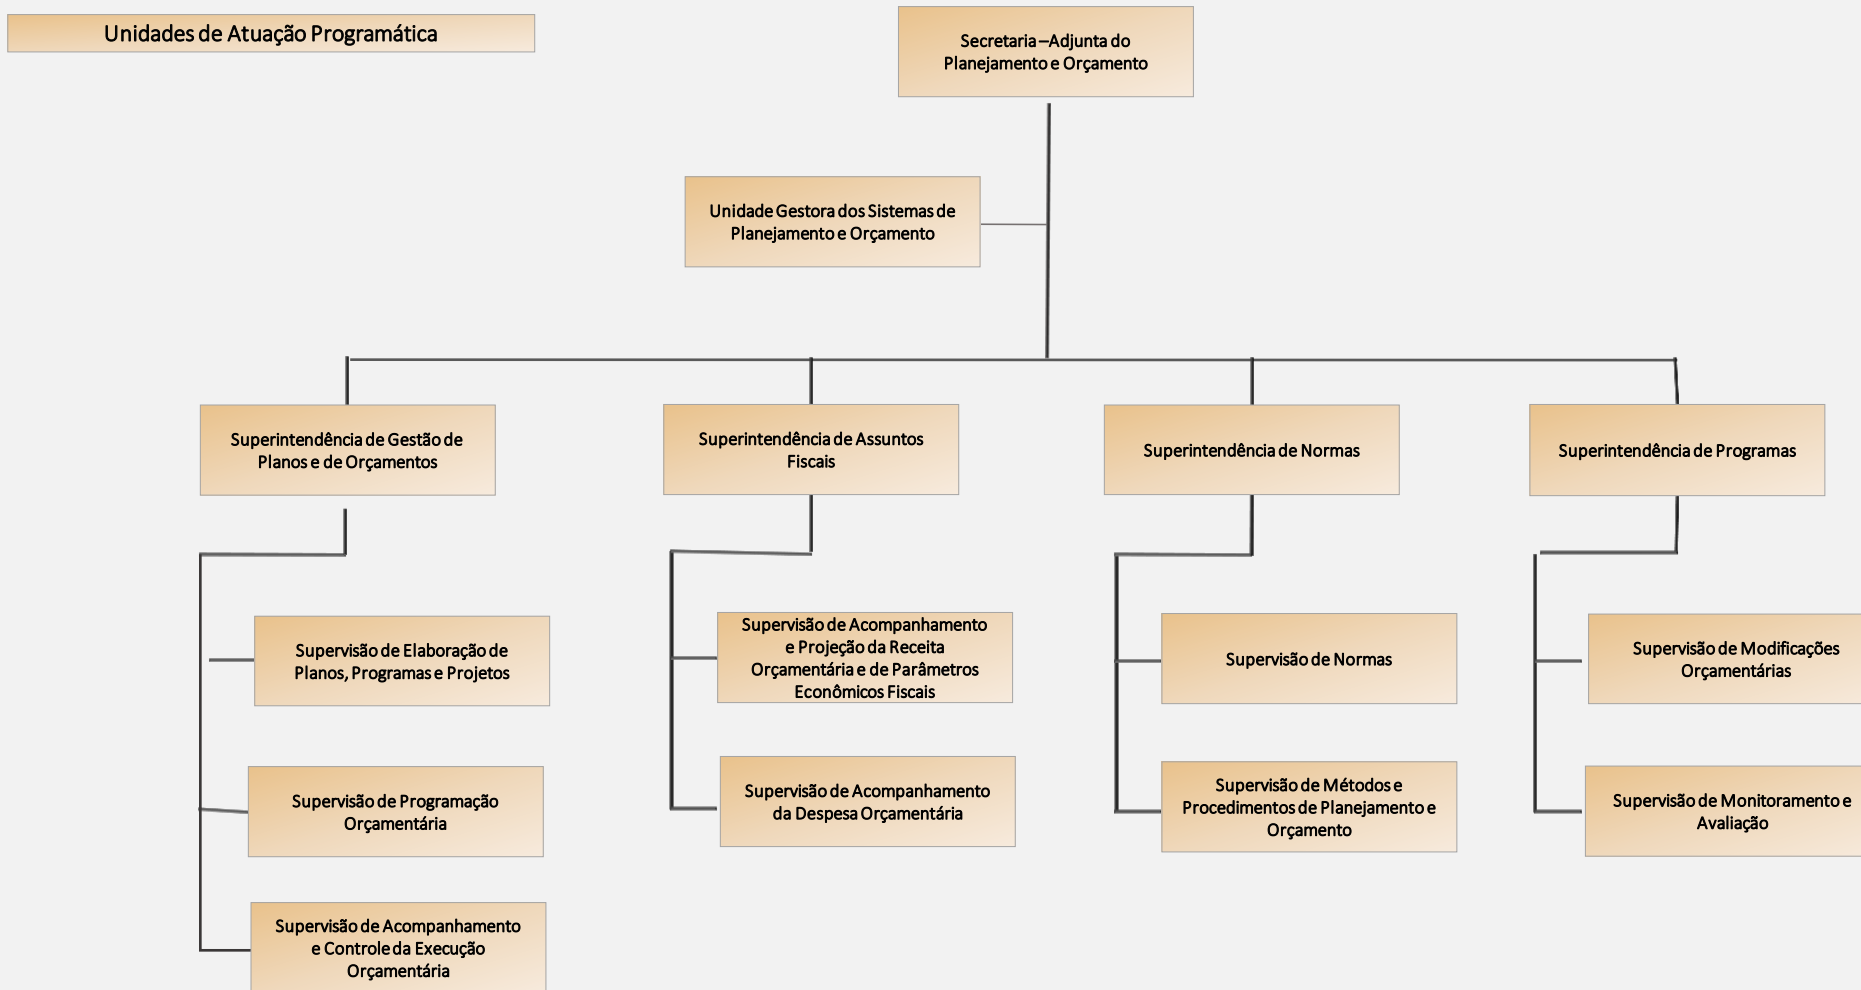 Unidades de Atuação Programática
Secretaria –Adjunta do
Planejamento e Orçamento
Unidade Gestora dos Sistemas de
Planejamento e Orçamento
Superintendência de Gestão de
Planos e de Orçamentos
Superintendência de Assuntos
Fiscais
Superintendência de Normas
Superintendência de Programas
Supervisão de Elaboração de
Planos, Programas e Projetos
Supervisão de Programação
Orçamentária
Supervisão de Acompanhamento
e Controle da Execução
Orçamentária
Supervisão de Acompanhamento
e Projeção da Receita
Orçamentária e de Parâmetros
Econômicos Fiscais
Supervisão de Acompanhamento
da Despesa Orçamentária
Supervisão de Normas
Supervisão de Métodos e
Procedimentos de Planejamento e
Orçamento
Supervisão de Modificações
Orçamentárias
Supervisão de Monitoramento e
Avaliação